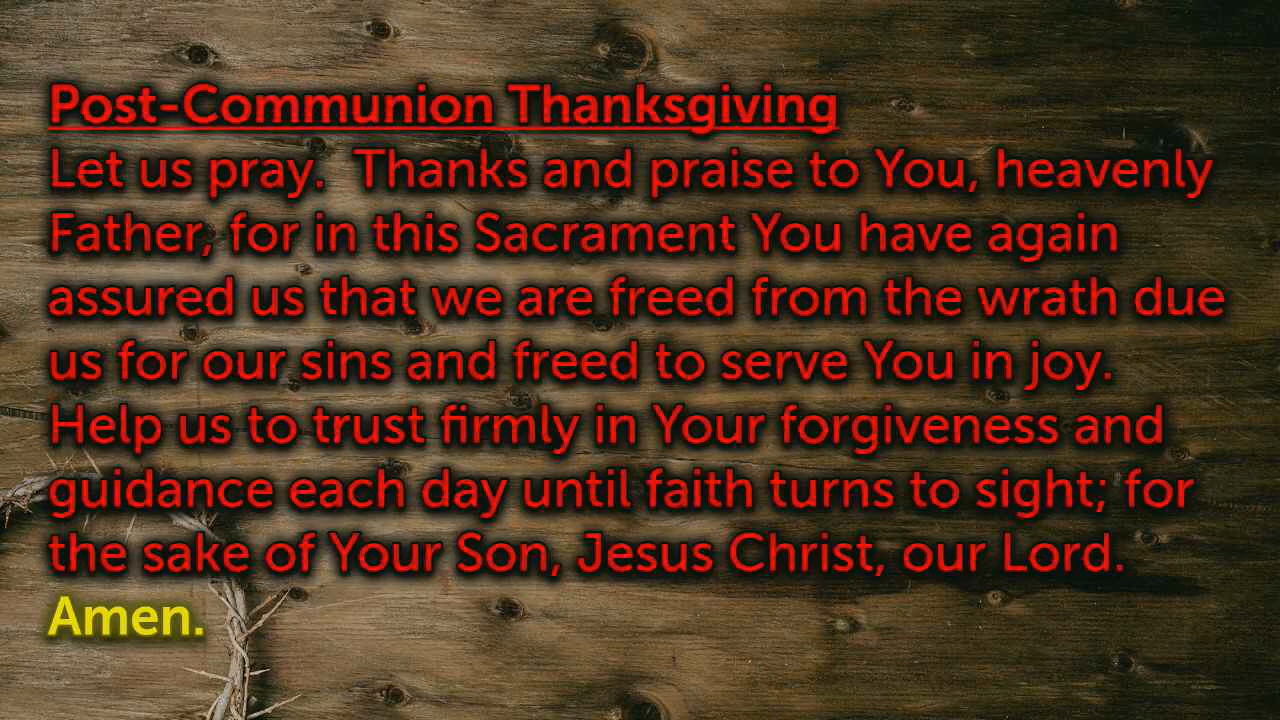 Post-Communion Thanksgiving
Let us pray.  Thanks and praise to You, heavenly
Father, for in this Sacrament You have again
assured us that we are freed from the wrath due
us for our sins and freed to serve You in joy.
Help us to trust firmly in Your forgiveness and
guidance each day until faith turns to sight; for
the sake of Your Son, Jesus Christ, our Lord.
Amen.